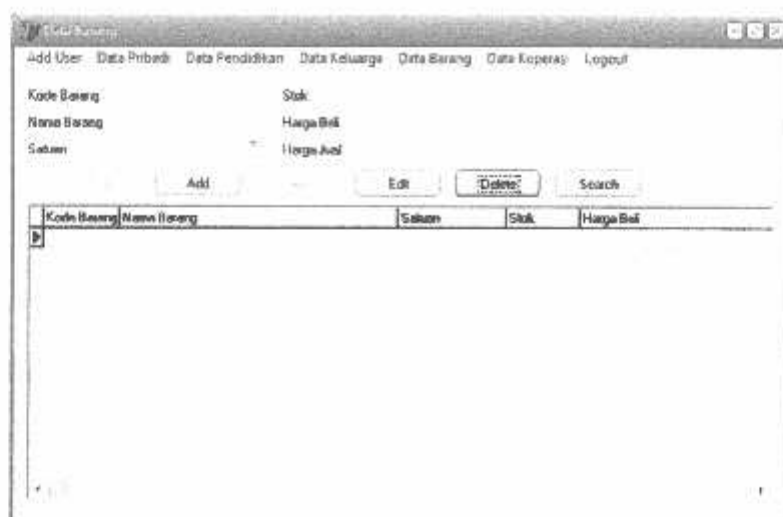 Data Barang
Add User Data Pribadi Data Pendidikan Data Keluarga Data Barang Data Koperasi Logout
Kode Barang Stok
Nama Barang Harga Beli
Satuan Harga Jual
Add Edit Delete Search
Kode Barang Nama Barang Satuan Stok Harga Beli